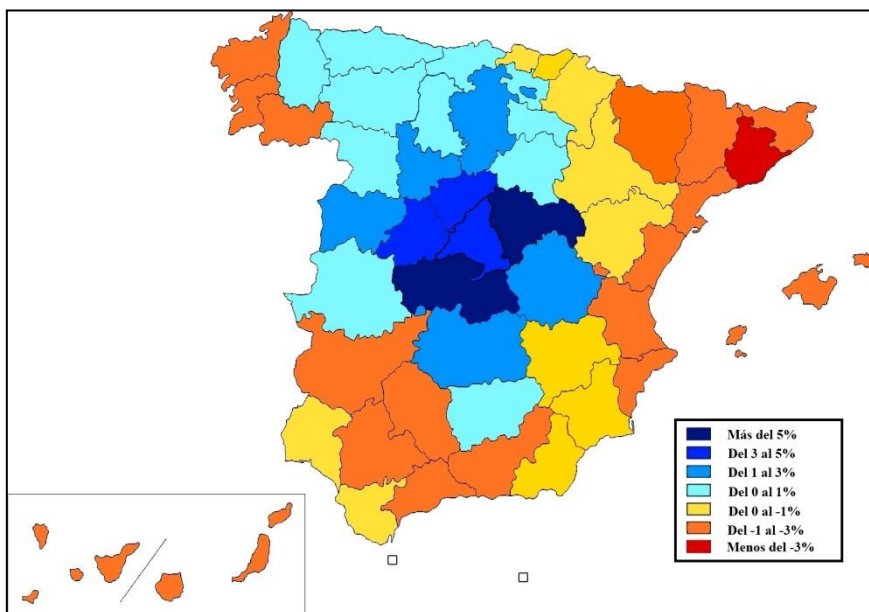 Más del 5%
Del 3 al 5%
Del 1 al 3%
Del 0 al 1%
Del 0 al -1%
Del -1 al -3%
Menos del -3%